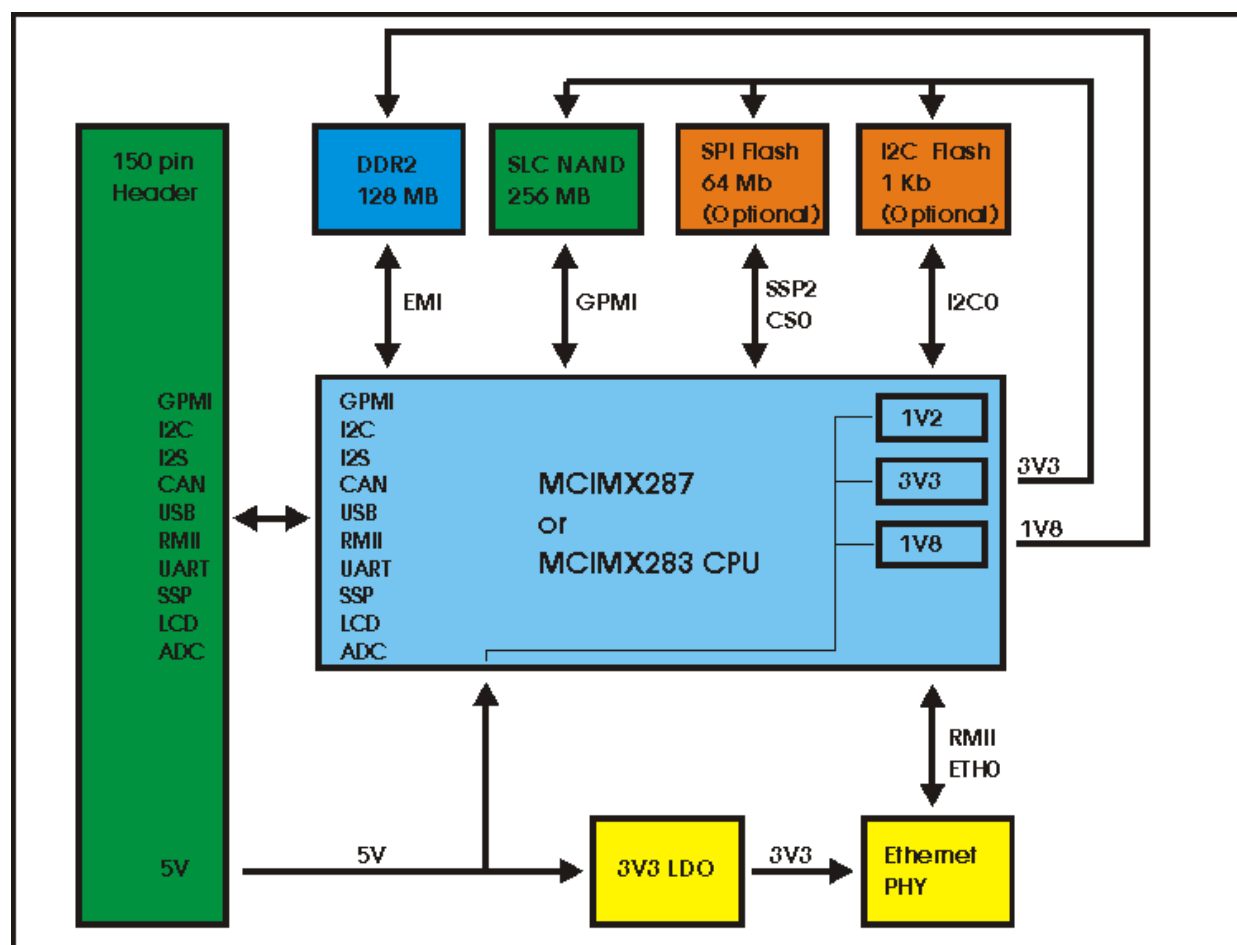 150 pin
Header
DDR2
128 MB
SLC NAND
256 MB
SPI Flash
64 Mb
(Optional)
I2C Flash
1 Kb
(Optional)
EMI
GPMI
SSP2
CS0
I2C0
GPMI
I2C
I2S
CAN
USB
RMII
UART
SSP
LCD
ADC
GPMI
I2C
I2S
CAN
USB
RMII
UART
SSP
LCD
ADC
MCIMX287
or
MCIMX283 CPU
1V2
3V3
1V8
3V3
1V8
RMII
ETH0
5V
5V
3V3 LDO
3V3
Ethernet
PHY